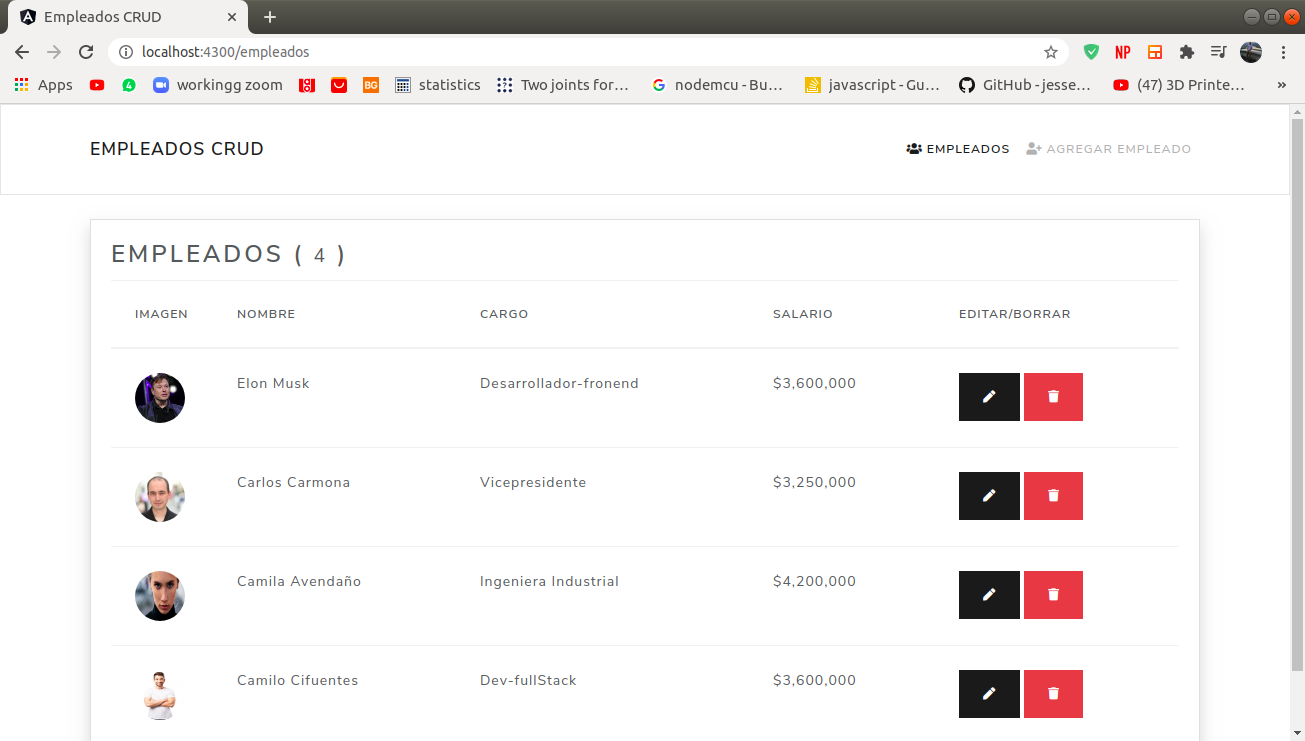 Empleados CRUD
localhost:4300/empleados
NP
Apps 4 workingg zoom BG statistics Two joints for… nodemcu - Bu… javascript - Gu… GitHub - jesse… (47) 3D Printe… »
EMPLEADOS CRUD EMPLEADOS AGREGAR EMPLEADO
EMPLEADOS ( 4 )
IMAGEN NOMBRE CARGO SALARIO EDITAR/BORRAR
Elon Musk Desarrollador-fronend $3,600,000
Carlos Carmona Vicepresidente $3,250,000
Camila Avendaño Ingeniera Industrial $4,200,000
Camilo Cifuentes Dev-fullStack $3,600,000